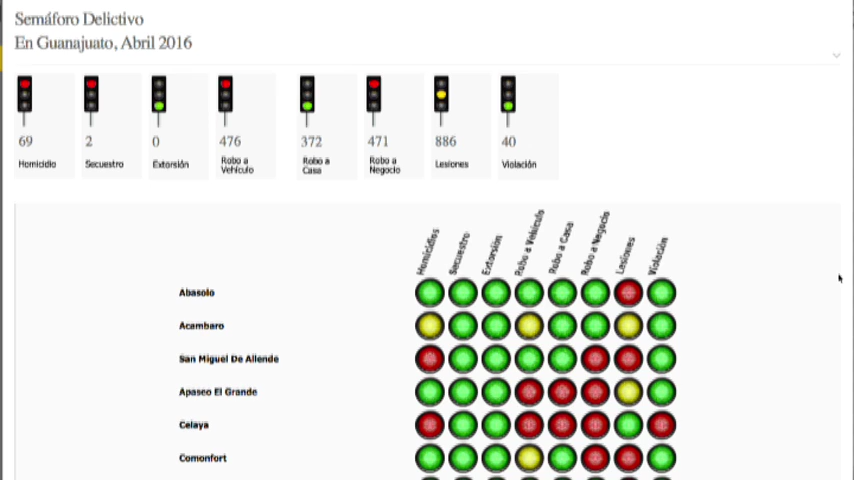 Semáforo Delictivo
En Guanajuato, Abril 2016
69 2 0 476 372 471 886 40
Homicidio Secuestro Extorsión Robo a Vehículo Robo a Casa Robo a Negocio Lesiones Violación
Homicidios Secuestro Extorsión Robo a Vehículo Robo a Casa Robo a Negocio Lesiones Violación
Abasolo
Acambaro
San Miguel De Allende
Apaseo El Grande
Celaya
Comonfort